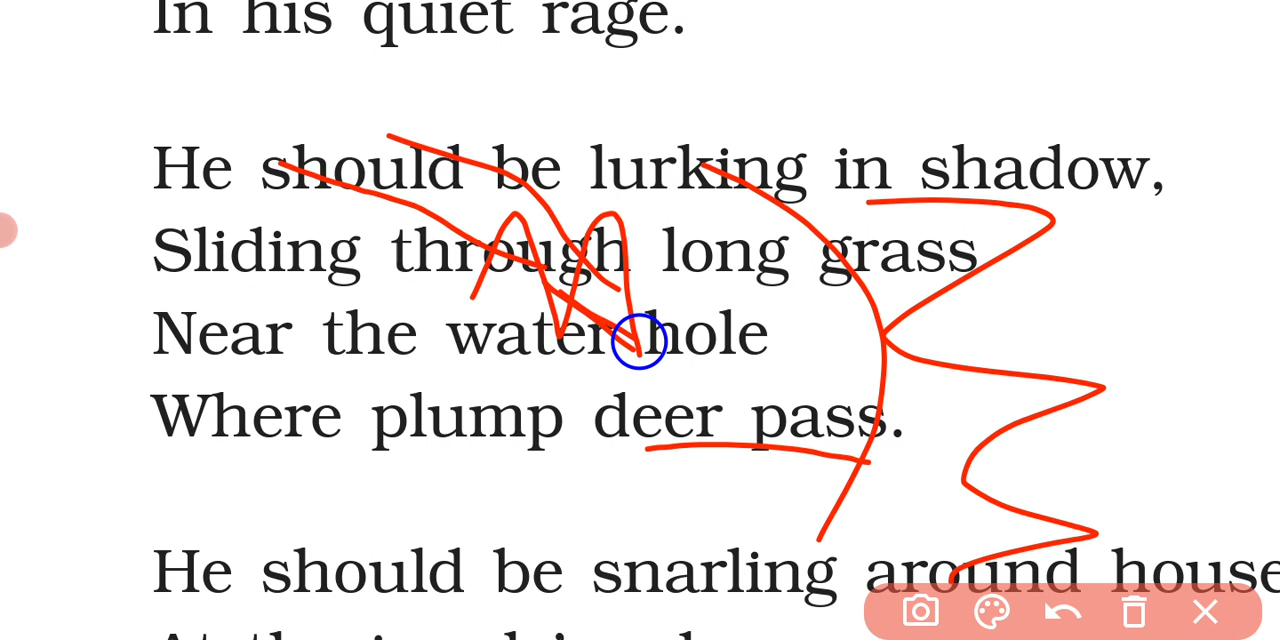 In his quiet rage.
He should be lurking in shadow,
Sliding through long grass
Near the water hole
Where plump deer pass.
He should be snarling around house